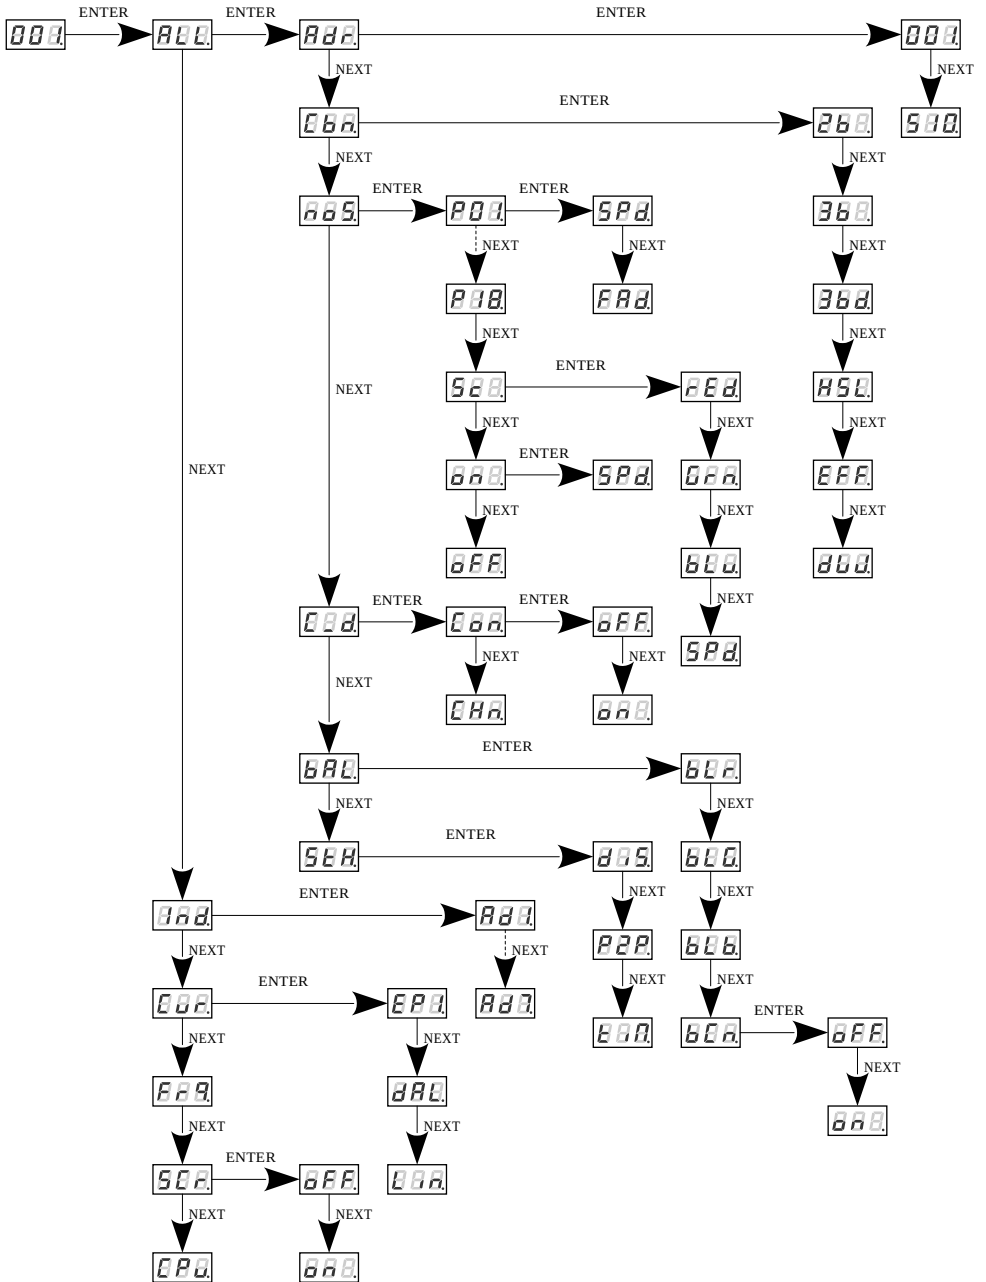 ENTER ENTER ENTER
001. ALL. Adr. 001.
NEXT NEXT
ENTER
Cbn. 2b . S10.
NEXT NEXT
ENTER ENTER
noS. P01. SPd. 3b .
NEXT NEXT NEXT
P18. FAd. 3bd.
NEXT NEXT
ENTER
NEXT Sc . rEd. HSL.
NEXT NEXT NEXT
ENTER
NEXT on . SPd. Grn. EFF.
NEXT NEXT NEXT
oFF. bLu. dUJ.
NEXT
ENTER ENTER
C_d. Con. oFF.
SPd.
NEXT NEXT
NEXT
CHn. on .
ENTER
bAL. bLr.
NEXT NEXT
ENTER
StH. diS. bLG.
NEXT NEXT
ENTER
Ind. Ad1. P2P. bLb.
NEXT NEXT NEXT NEXT
ENTER ENTER
Cur. EP1. Ad7. tiM. bCn. oFF.
NEXT NEXT NEXT
Frq. dAL. on .
NEXT NEXT
ENTER
SCr. oFF. Lin.
NEXT NEXT
CPu. on .